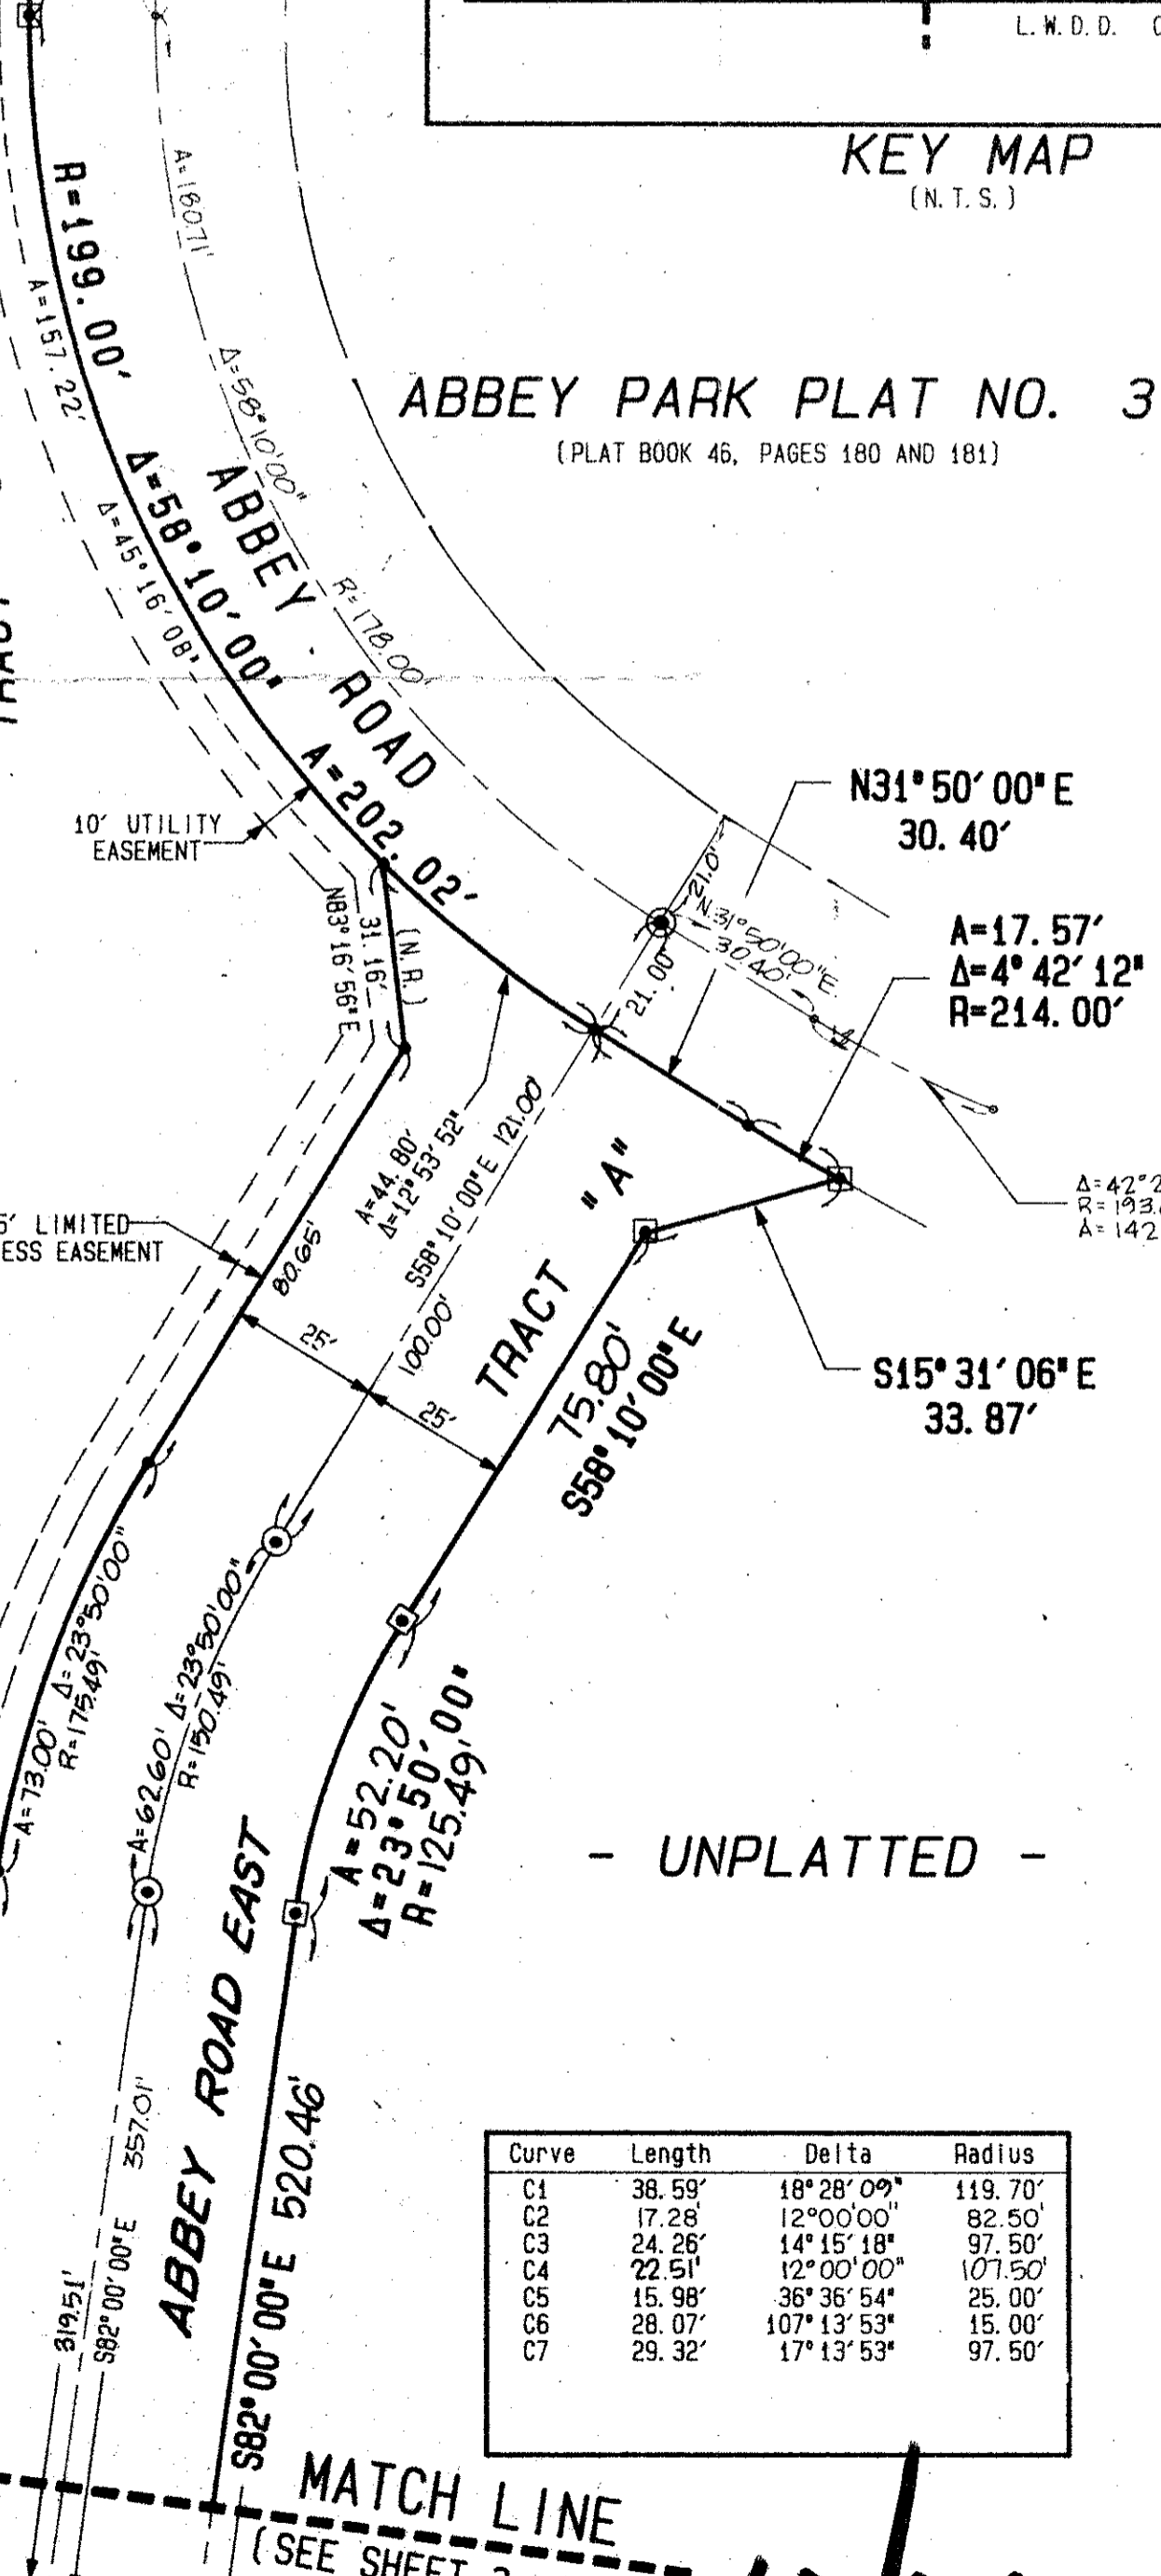 L.W.D.D.
KEY MAP
(N.T.S.)
R=199.00'
A=180.71'
A=157.22'
Δ=58°10'00"
ABBEY PARK PLAT NO. 3
(PLAT BOOK 46, PAGES 180 AND 181)
Δ=58°10'00"
Δ=45°16'08"
ABBEY ROAD
R=178.00'
A=202.02'
10' UTILITY
EASEMENT
N31°50'00"E
30.40'
21.0'
N.31°50'00"E.
30.40'
21.00'
A=17.57'
Δ=4°42'12"
R=214.00'
N83°16'56"E
31.16'
(N.R.)
A=44.80'
Δ=12°53'52"
S58°10'00"E 121.00'
100.00'
TRACT "A"
5' LIMITED
ESS EASEMENT
80.65'
25'
25'
75.80'
S58°10'00"E
Δ=42°2
R=193.
A=142
S15°31'06"E
33.87'
A=73.00' Δ=23°50'00"
R=175.49'
A=62.60' Δ=23°50'00"
R=150.49'
A=52.20'
Δ=23°50'00"
R=125.49'
- UNPLATTED -
ABBEY ROAD EAST
319.51'
S82°00'00"E 357.01'
S82°00'00"E 520.46'
Curve Length Delta Radius
C1 38.59' 18°28'09" 119.70'
C2 17.28' 12°00'00" 82.50'
C3 24.26' 14°15'18" 97.50'
C4 22.51' 12°00'00" 107.50'
C5 15.98' 36°36'54" 25.00'
C6 28.07' 107°13'53" 15.00'
C7 29.32' 17°13'53" 97.50'
MATCH LINE
(SEE SHEET